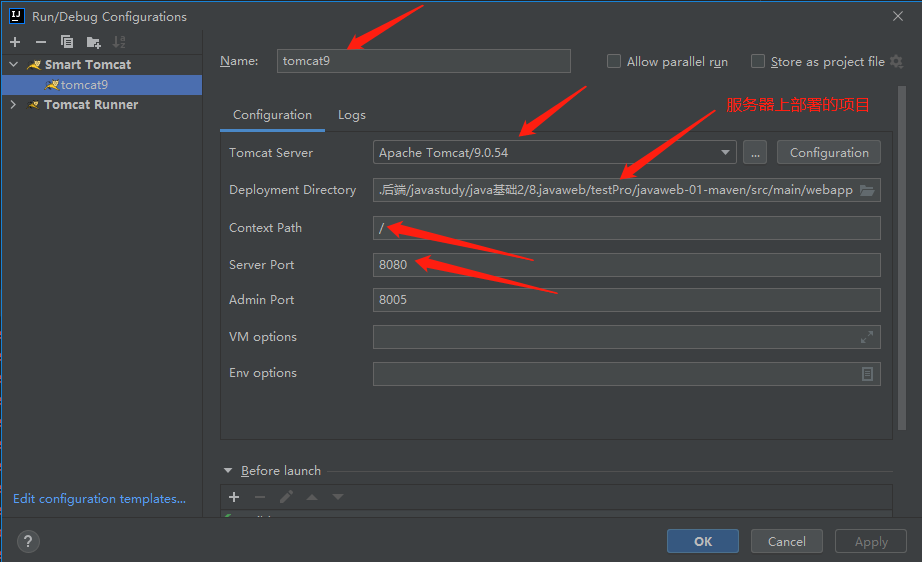 Run/Debug Configurations
Smart Tomcat
tomcat9
Tomcat Runner
Edit configuration templates...
Name:
tomcat9
Allow parallel run
Store as project file
Configuration
Logs
服务器上部署的项目
Tomcat Server
Apache Tomcat/9.0.54
...
Configuration
Deployment Directory
.后端/javastudy/java基础2/8.javaweb/testPro/javaweb-01-maven/src/main/webapp
Context Path
/
Server Port
8080
Admin Port
8005
VM options
Env options
Before launch
?
OK
Cancel
Apply